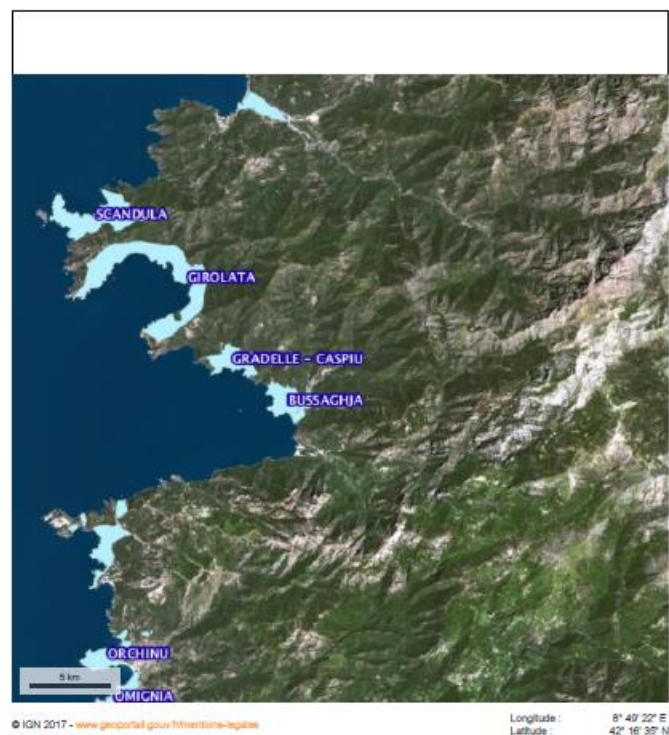 SCANDULA
GIROLATA
GRADELLE - CASPIU
BUSSAGHJA
ORCHINU
5 km
OMIGNIA
© IGN 2017 - www.geoportail.gouv.fr/mentions-legales
Longitude : 8° 49' 22" E
Latitude : 42° 16' 35" N